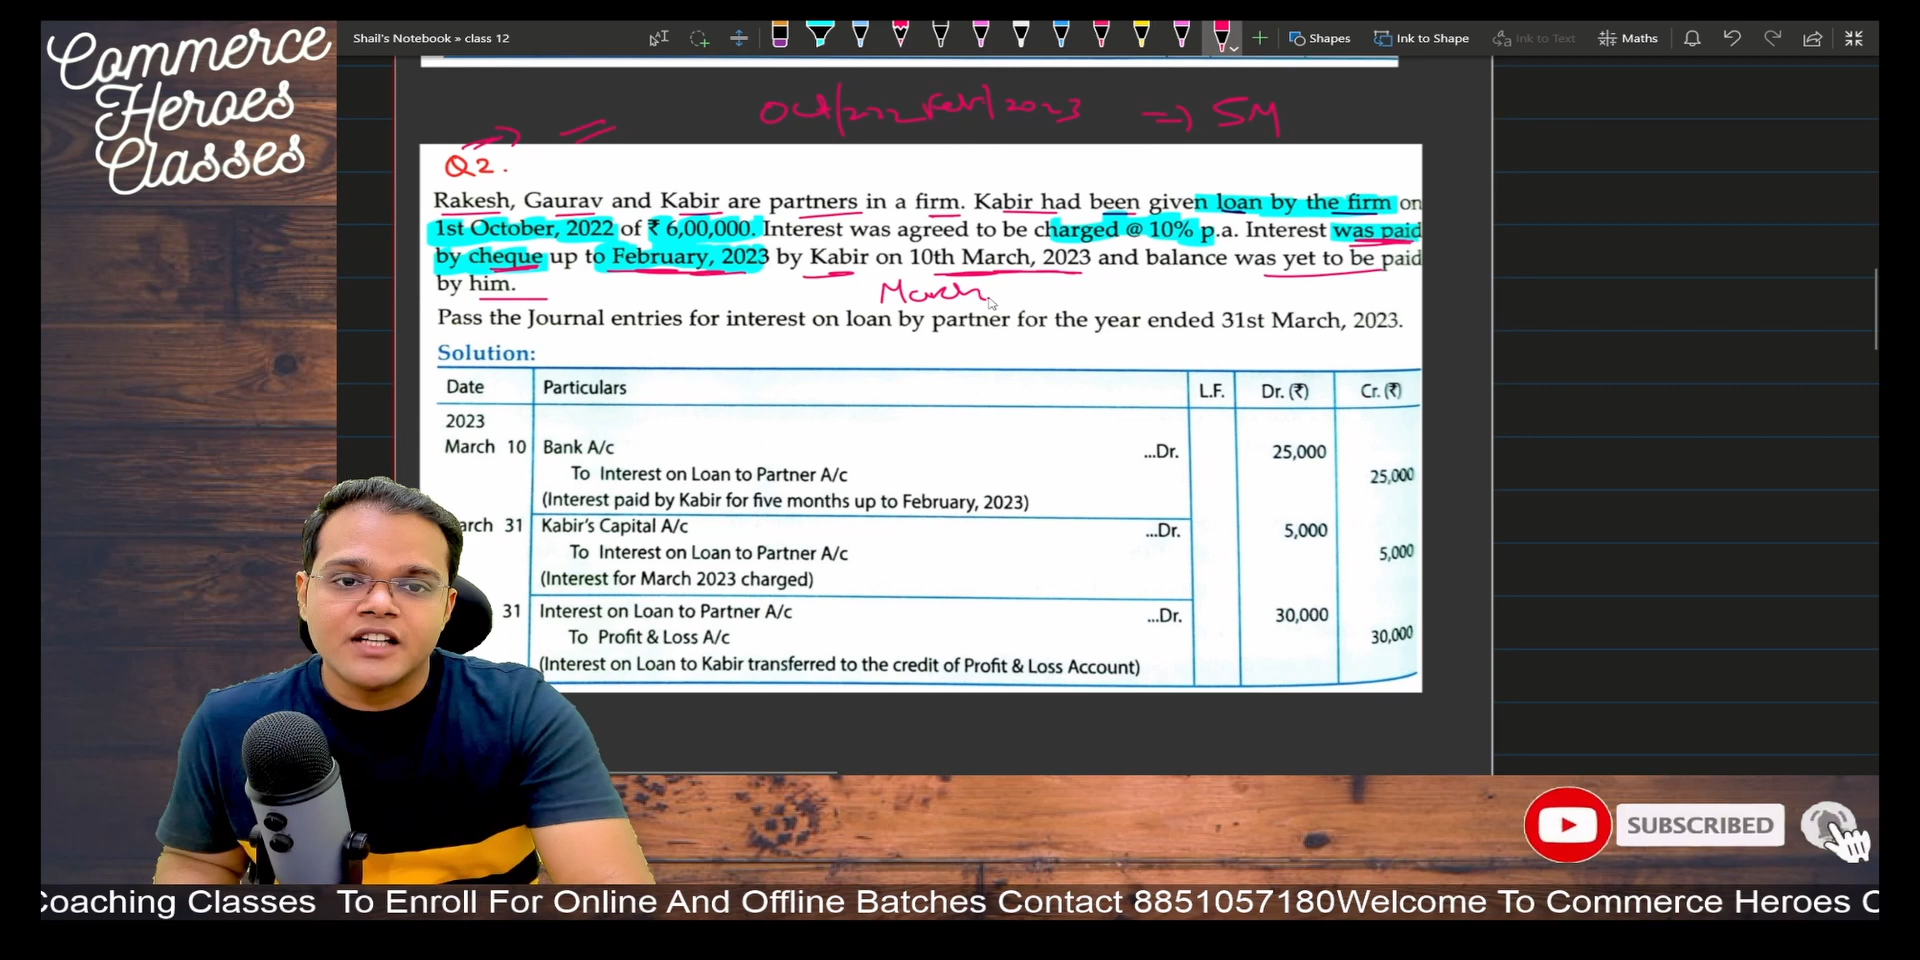 Commerce
Heroes
Classes
Shail's Notebook » class 12
Shapes
Ink to Shape
Ink to Text
Maths
Oct/2022 Feb/2023 => 5M
Q2.
Rakesh, Gaurav and Kabir are partners in a firm. Kabir had been given loan by the firm on
1st October, 2022 of ₹ 6,00,000. Interest was agreed to be charged @ 10% p.a. Interest was paid
by cheque up to February, 2023 by Kabir on 10th March, 2023 and balance was yet to be paid
by him.
March
Pass the Journal entries for interest on loan by partner for the year ended 31st March, 2023.
Solution:
Date Particulars L.F. Dr. (₹) Cr. (₹)
2023
March 10 Bank A/c ...Dr. 25,000
To Interest on Loan to Partner A/c 25,000
(Interest paid by Kabir for five months up to February, 2023)
arch 31 Kabir's Capital A/c ...Dr. 5,000
To Interest on Loan to Partner A/c 5,000
(Interest for March 2023 charged)
31 Interest on Loan to Partner A/c ...Dr. 30,000
To Profit & Loss A/c 30,000
(Interest on Loan to Kabir transferred to the credit of Profit & Loss Account)
SUBSCRIBED
Coaching Classes To Enroll For Online And Offline Batches Contact 8851057180Welcome To Commerce Heroes C